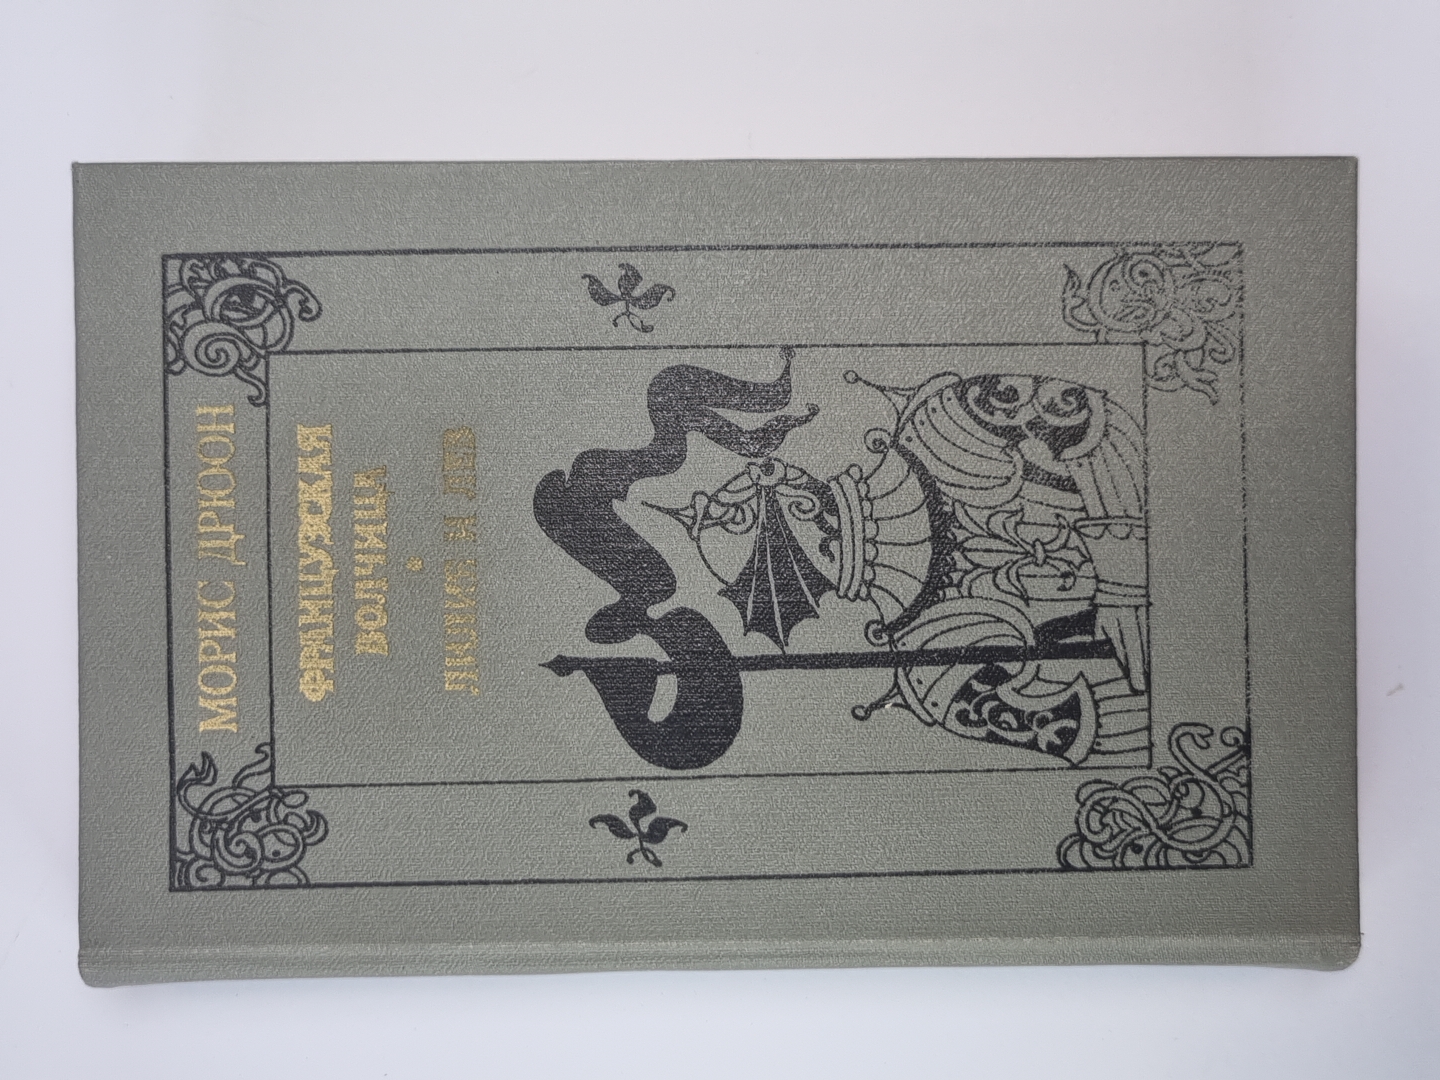 МОРИС ДРЮОН
ФРАНЦУЗСКАЯ
ВОЛЧИЦА
•
ЛИЛИЯ И ЛЕВ